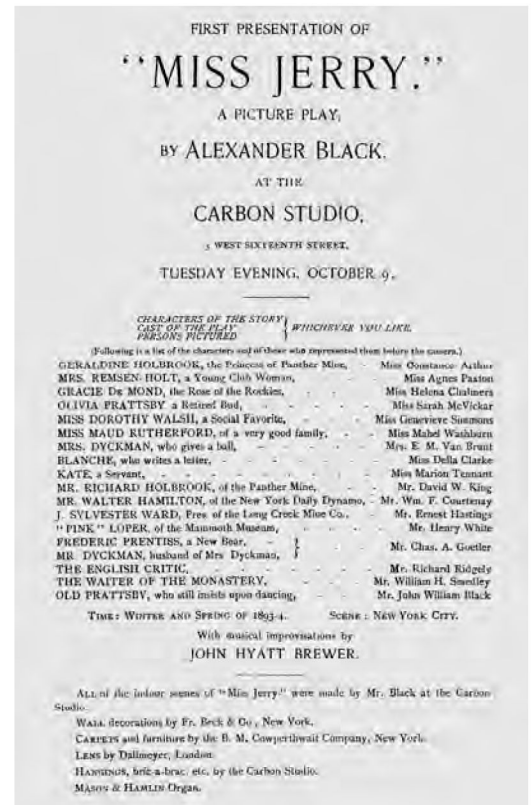 FIRST PRESENTATION OF
"MISS JERRY."
A PICTURE PLAY,
BY ALEXANDER BLACK.
AT THE
CARBON STUDIO,
5 WEST SIXTEENTH STREET,
TUESDAY EVENING, OCTOBER 9.
CHARACTERS OF THE STORY
CAST OF THE PLAY
PERSONS PICTURED
WHICHEVER YOU LIKE.
(Following is a list of the characters and of those who represented them before the camera.)
GERALDINE HOLBROOK, the Princess of Panther Mine, - Miss Constance Arthur
MRS. REMSEN-HOLT, a Young Club Woman, - - - Miss Agnes Paxton
GRACIE DE MOND, the Rose of the Rockies, - - - Miss Helena Chalmers
OLIVIA PRATTSBY a Retired Bud, - - - - Miss Sarah McVickar
MISS DOROTHY WALSH, a Social Favorite, - - - Miss Genevieve Simmons
MISS MAUD RUTHERFORD, of a very good family, - - Miss Mabel Washburn
MRS. DYCKMAN, who gives a ball, - - - - Mrs. E. M. Van Brunt
BLANCHE, who writes a letter, - - - - - Miss Della Clarke
KATE, a Servant, - - - - - - Miss Marion Tennant
MR. RICHARD HOLBROOK, of the Panther Mine, - - Mr. David W. King
MR. WALTER HAMILTON, of the New York Daily Dynamo, - Mr. Wm. F. Courtenay
J. SYLVESTER WARD, Pres. of the Long Creek Mine Co., - Mr. Ernest Hastings
"PINK" LOPER, of the Mammoth Museum, - - - Mr. Henry White
FREDERIC PRENTISS, a New Bear,
MR. DYCKMAN, husband of Mrs Dyckman, - - Mr. Chas. A. Goetler
THE ENGLISH CRITIC, - - - - - - Mr. Richard Ridgely
THE WAITER OF THE MONASTERY, - - - Mr. William H. Smedley
OLD PRATTSBY, who still insists upon dancing, - - Mr. John William Black
TIME: WINTER AND SPRING OF 1893-4. SCENE: NEW YORK CITY.
With musical improvisations by
JOHN HYATT BREWER.
ALL of the indoor scenes of "Miss Jerry." were made by Mr. Black at the Carbon
Studio.
WALL decorations by Fr. Beck & Co, New York.
CARPETS and furniture by the B. M. Cowperthwait Company, New York.
LENS by Dallmeyer, London.
HANGINGS, bric-a-brac, etc. by the Carbon Studio.
MASON & HAMLIN Organ.